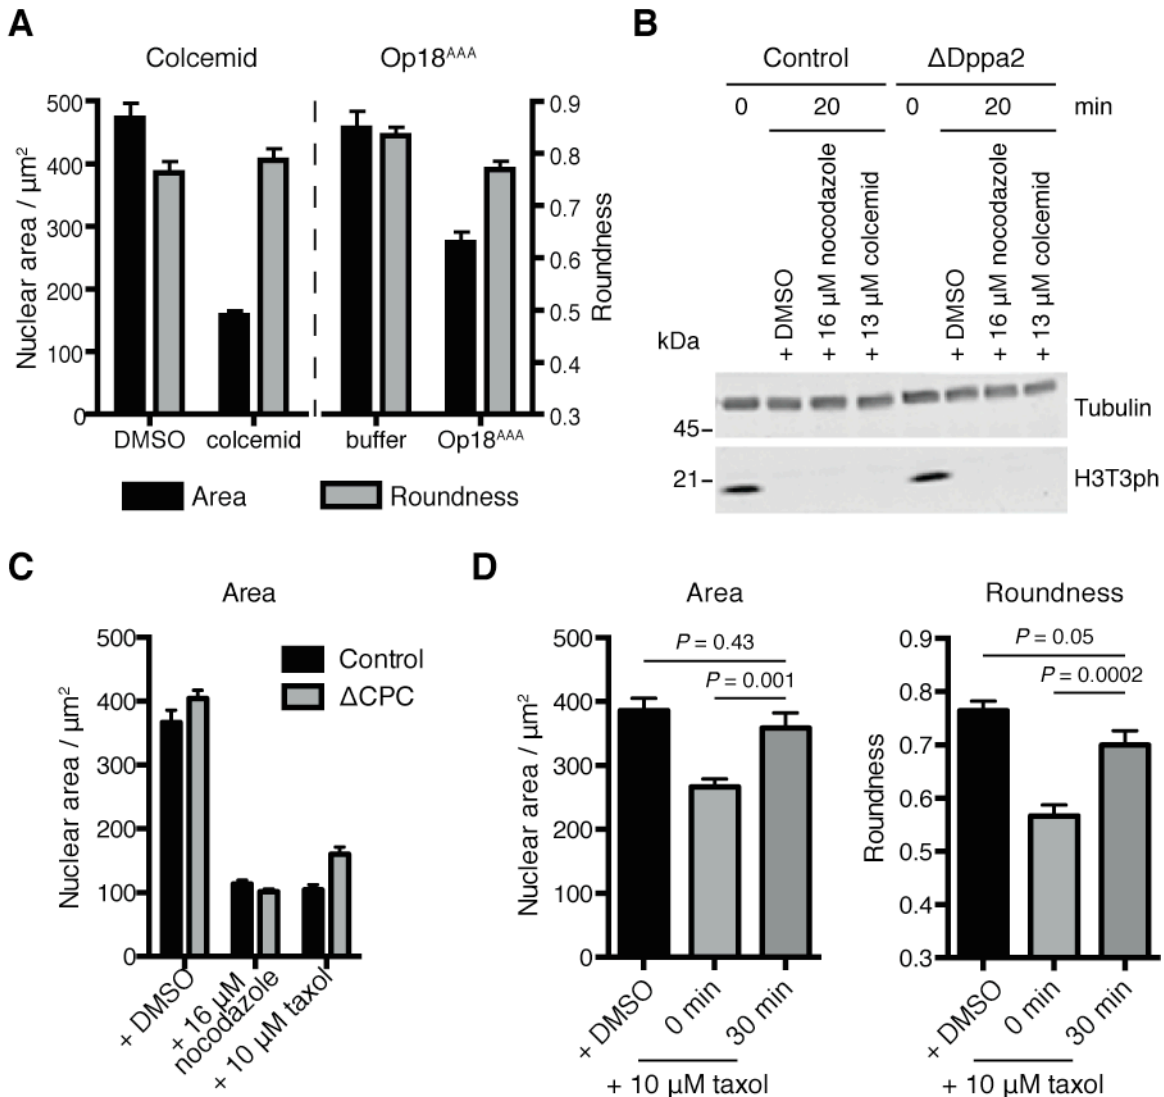 A
Colcemid
Op18ᴬᴬᴬ
Nuclear area / µm²
500
400
300
200
100
0
0.9
0.8
0.7
0.6
0.5
0.4
0.3
Roundness
DMSO
colcemid
buffer
Op18ᴬᴬᴬ
Area
Roundness
B
Control
ΔDppa2
0
20
0
20
min
+ DMSO
+ 16 µM nocodazole
+ 13 µM colcemid
+ DMSO
+ 16 µM nocodazole
+ 13 µM colcemid
kDa
45
21
Tubulin
H3T3ph
C
Area
Nuclear area / µm²
500
400
300
200
100
0
Control
ΔCPC
+ DMSO
+ 16 µM
nocodazole
+ 10 µM taxol
D
Area
Nuclear area / µm²
500
400
300
200
100
0
P = 0.43
P = 0.001
+ DMSO
0 min
30 min
+ 10 µM taxol
Roundness
Roundness
0.9
0.8
0.7
0.6
0.5
0.4
0.3
P = 0.05
P = 0.0002
+ DMSO
0 min
30 min
+ 10 µM taxol